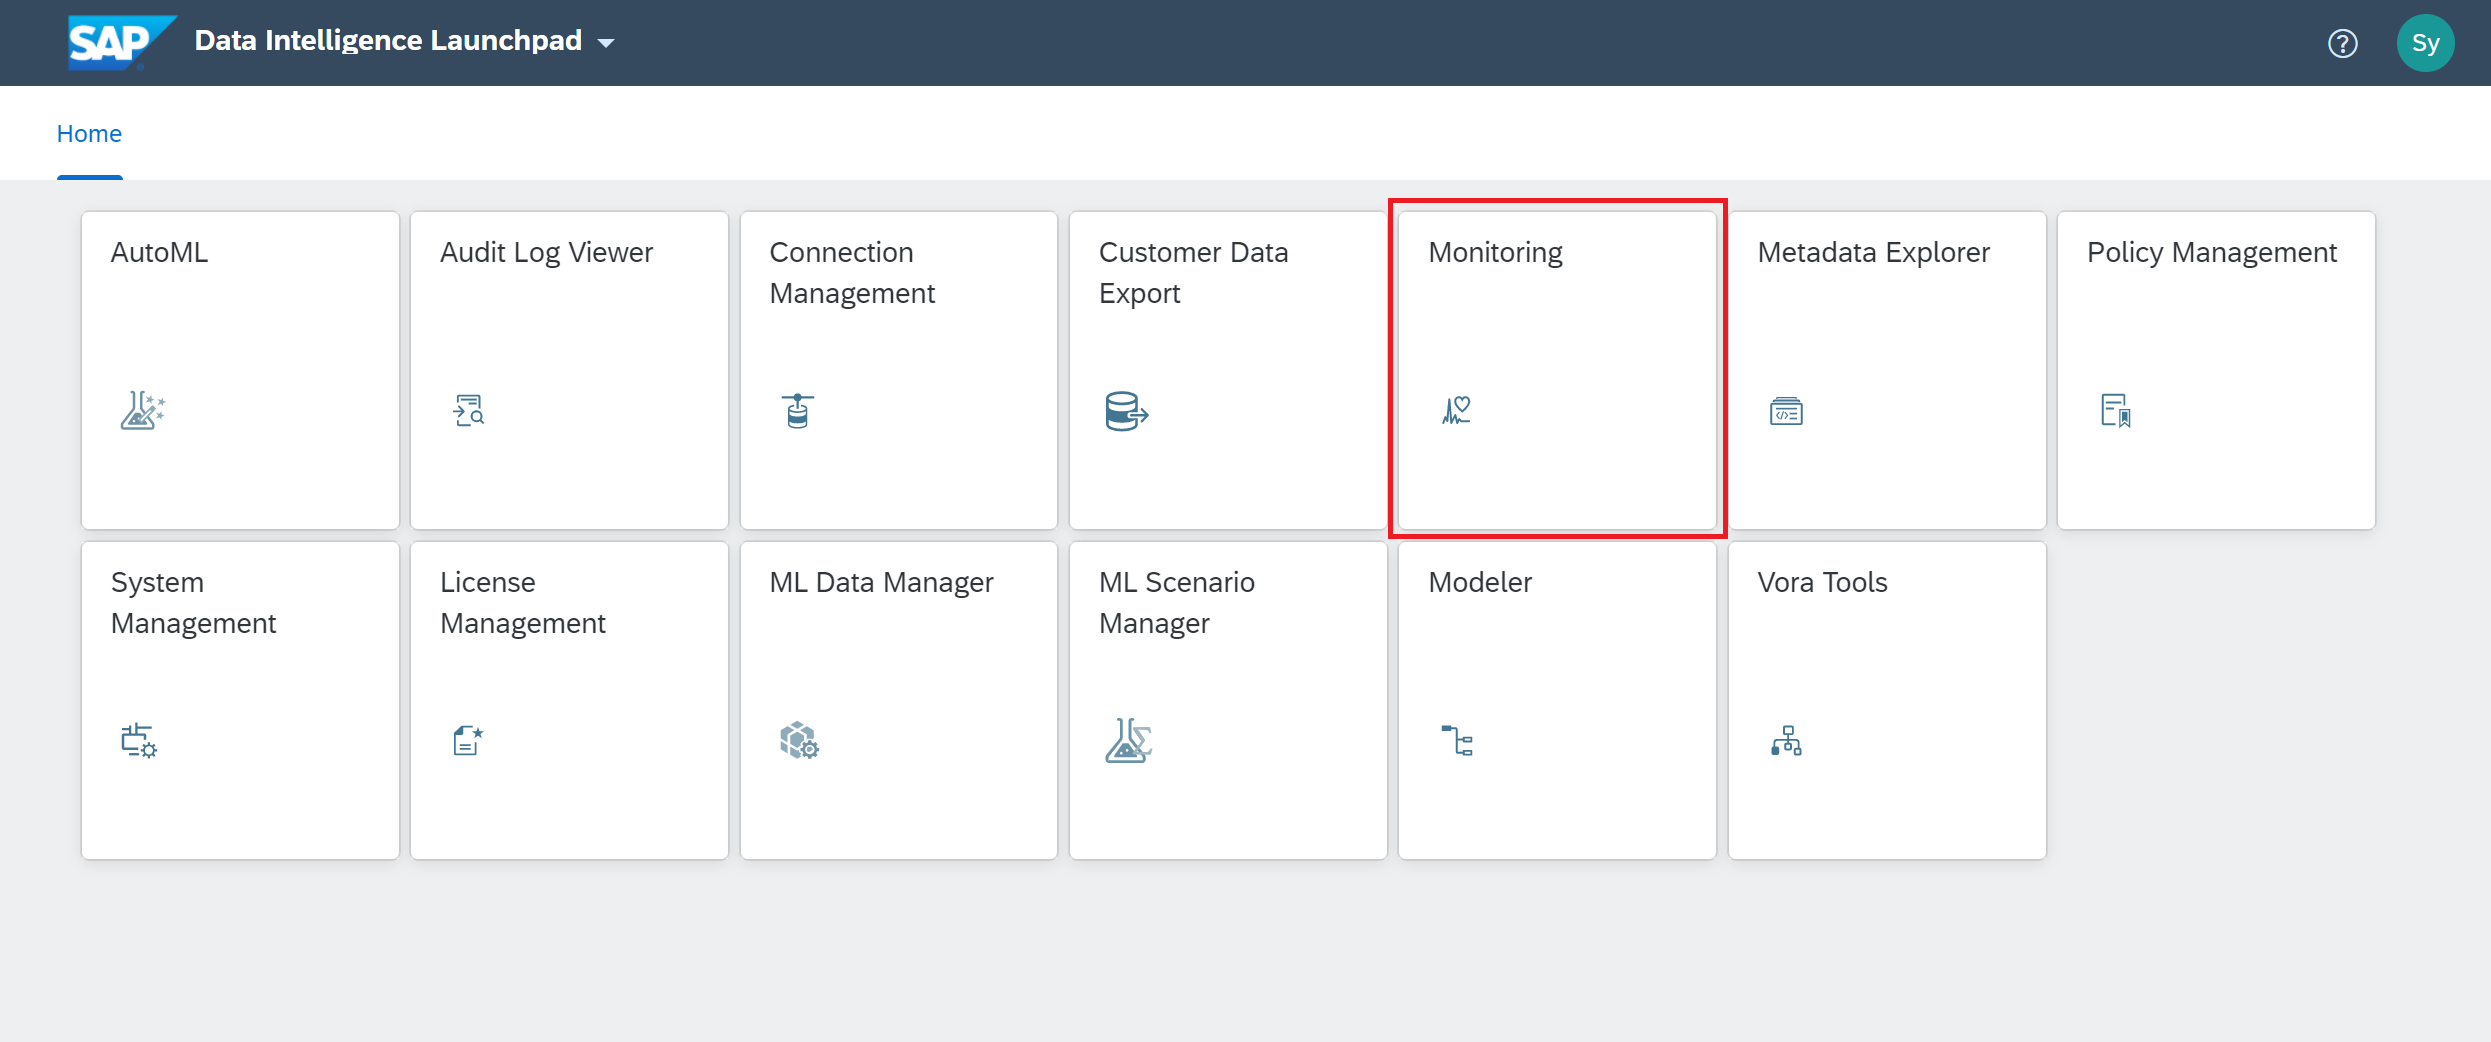 SAP Data Intelligence Launchpad
? Sy
Home
AutoML
Audit Log Viewer
Connection
Management
Customer Data
Export
Monitoring
Metadata Explorer
Policy Management
System
Management
License
Management
ML Data Manager
ML Scenario
Manager
Modeler
Vora Tools